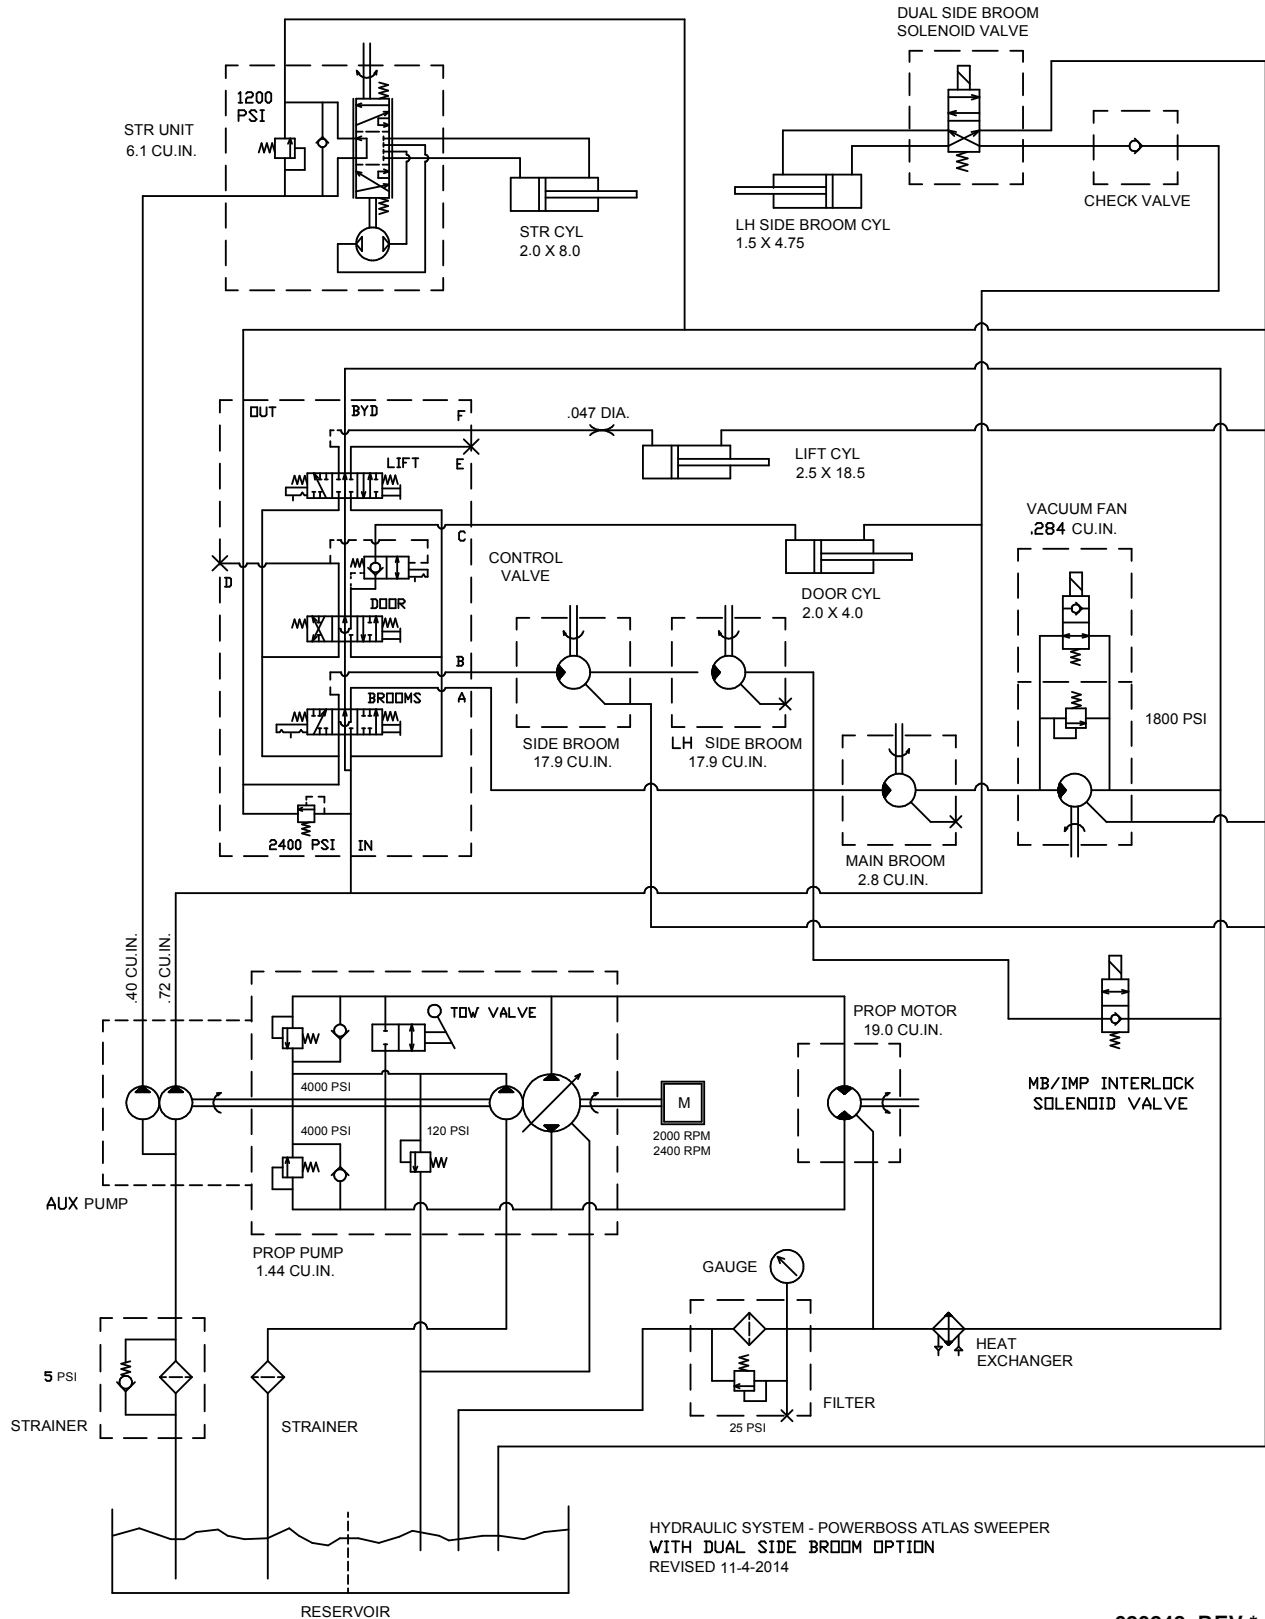 DUAL SIDE BROOM
SOLENOID VALVE
1200
PSI
STR UNIT
6.1 CU.IN.
CHECK VALVE
STR CYL
2.0 X 8.0
LH SIDE BROOM CYL
1.5 X 4.75
OUT
BYD
F
.047 DIA.
LIFT
E
LIFT CYL
2.5 X 18.5
VACUUM FAN
.284 CU.IN.
C
CONTROL
VALVE
D
DOOR
DOOR CYL
2.0 X 4.0
B
BROOMS
A
1800 PSI
SIDE BROOM
17.9 CU.IN.
LH SIDE BROOM
17.9 CU.IN.
2400 PSI
IN
MAIN BROOM
2.8 CU.IN.
.40 CU.IN.
.72 CU.IN.
TOW VALVE
PROP MOTOR
19.0 CU.IN.
4000 PSI
M
MB/IMP INTERLOCK
SOLENOID VALVE
4000 PSI
120 PSI
2000 RPM
2400 RPM
AUX PUMP
PROP PUMP
1.44 CU.IN.
GAUGE
HEAT
EXCHANGER
5 PSI
FILTER
STRAINER
STRAINER
25 PSI
HYDRAULIC SYSTEM - POWERBOSS ATLAS SWEEPER
WITH DUAL SIDE BROOM OPTION
REVISED 11-4-2014
RESERVOIR